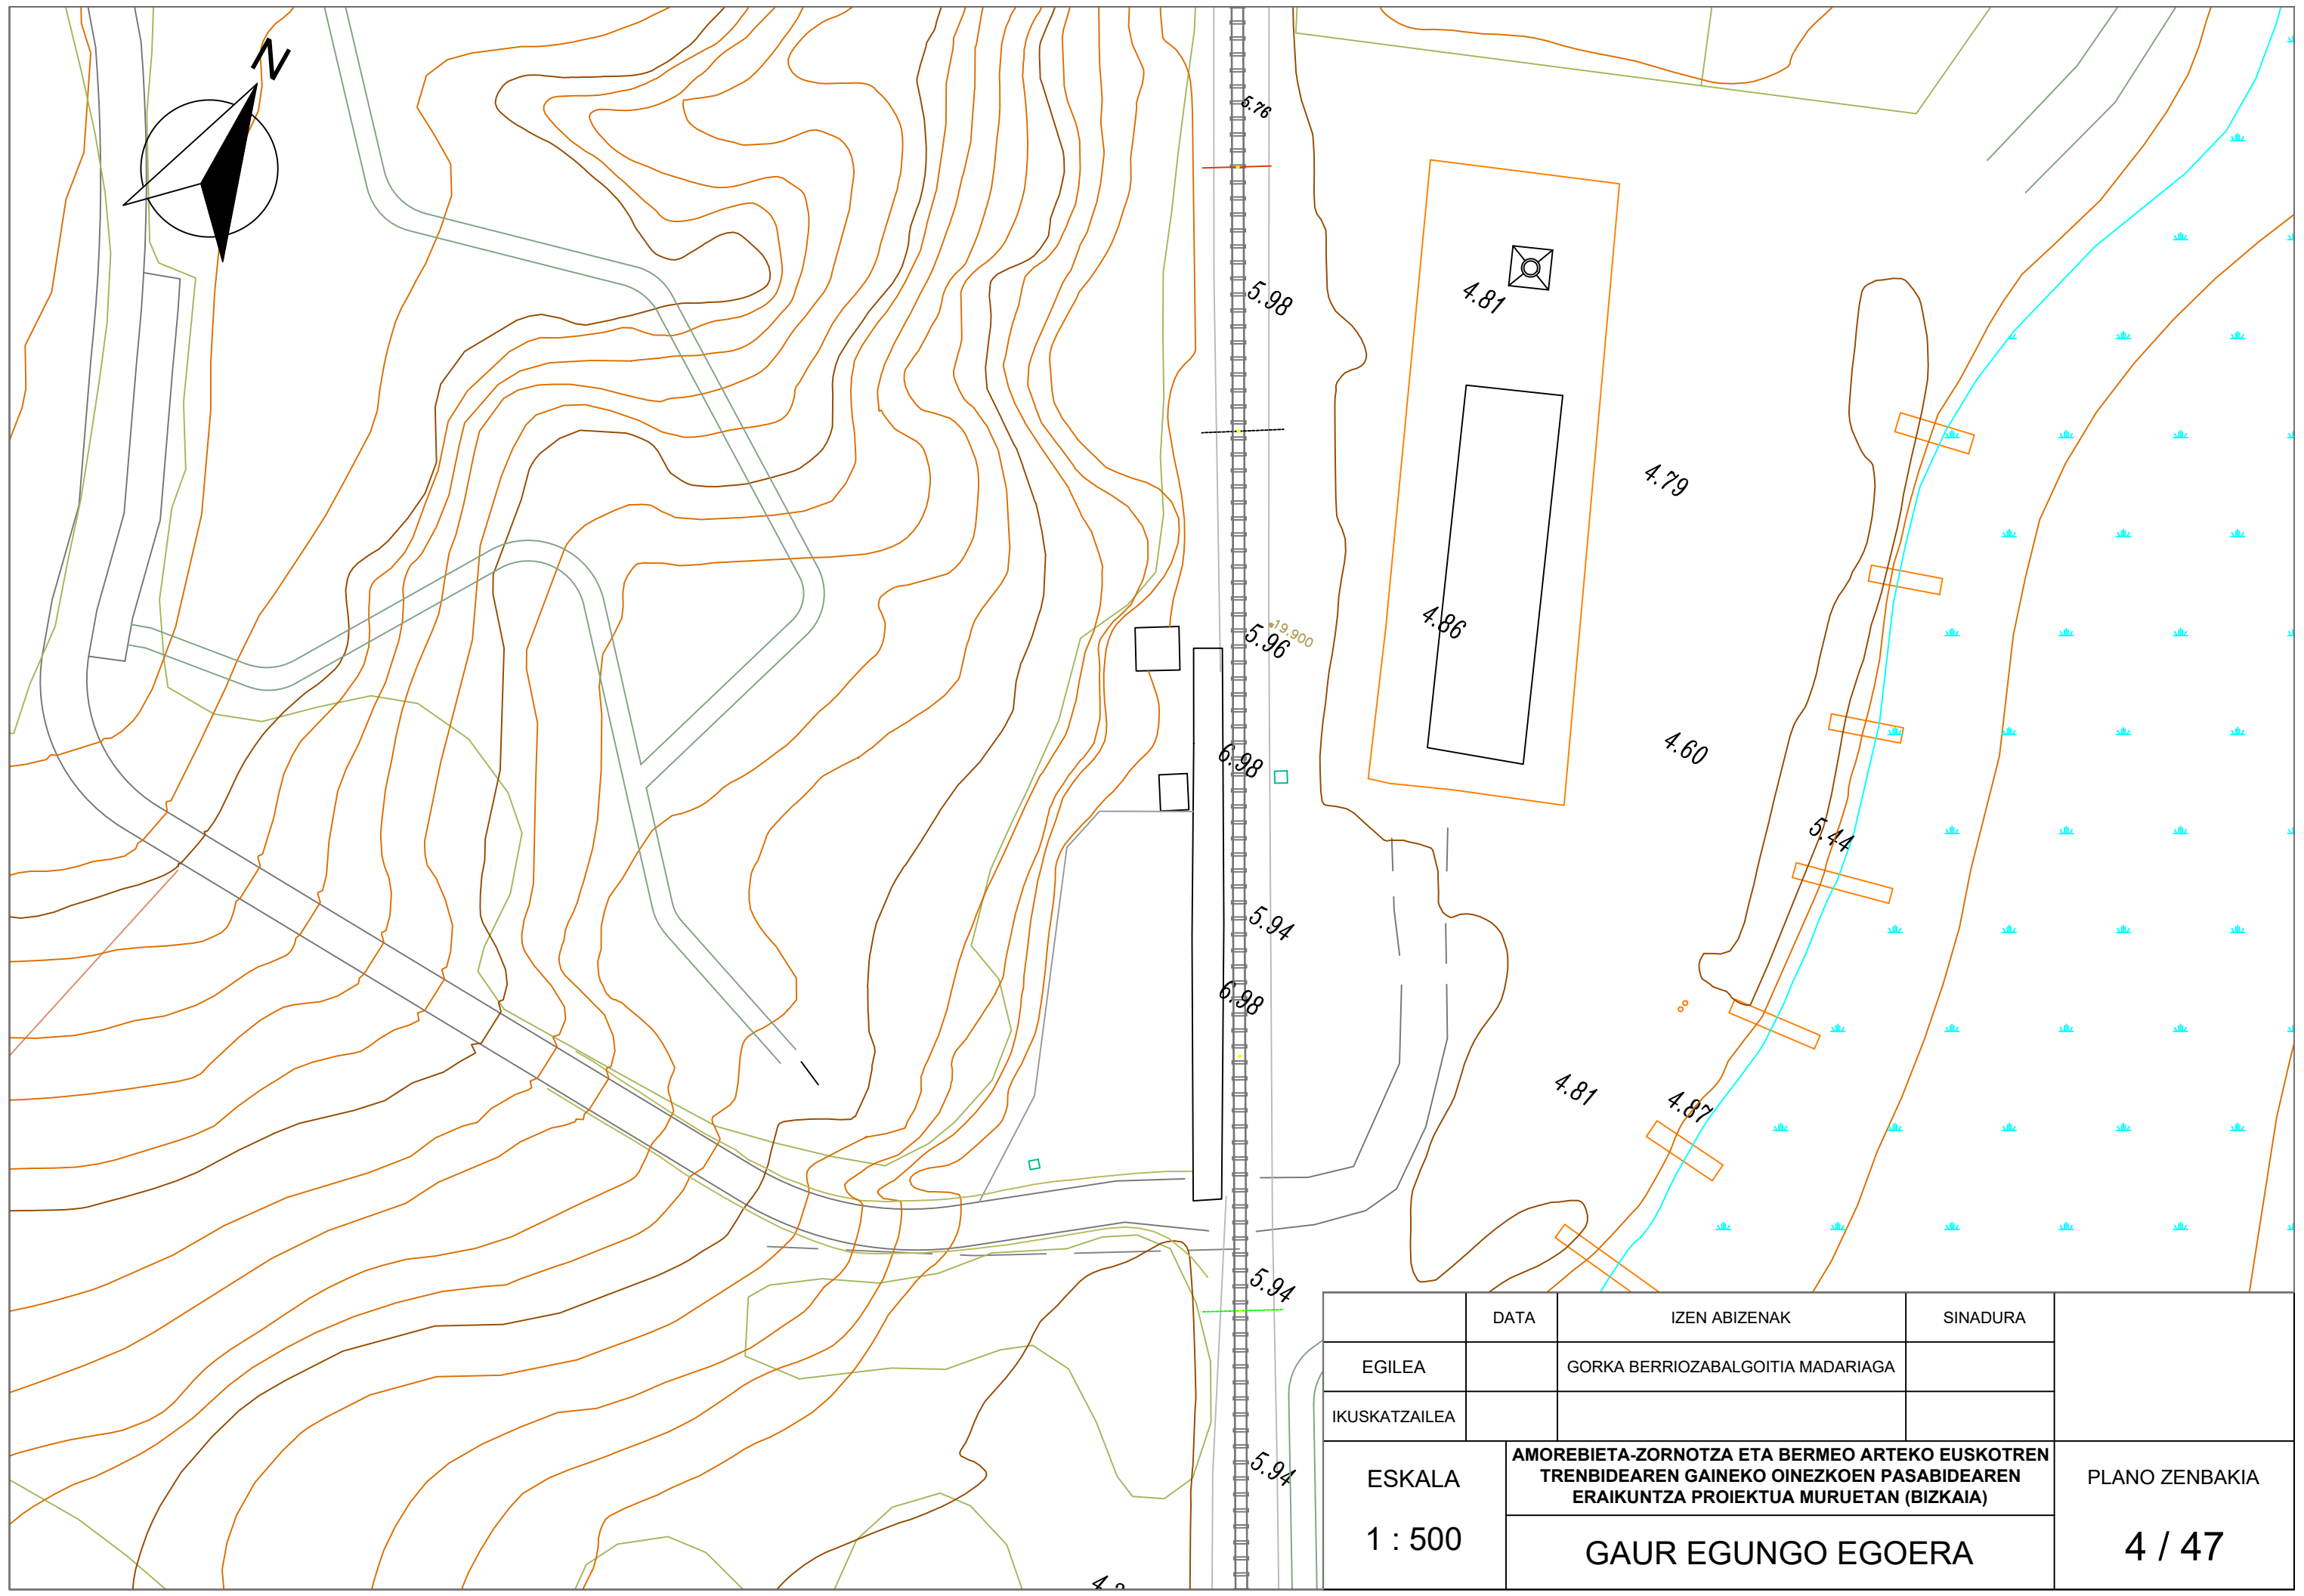 N
5.76
5.98
4.81
4.79
4.86
19.900
5.96
6.98
4.60
5.44
5.94
6.98
4.81
4.87
5.94
5.94
DATA
IZEN ABIZENAK
SINADURA
EGILEA
GORKA BERRIOZABALGOITIA MADARIAGA
IKUSKATZAILEA
ESKALA
1 : 500
AMOREBIETA-ZORNOTZA ETA BERMEO ARTEKO EUSKOTREN
TRENBIDEAREN GAINEKO OINEZKOEN PASABIDEAREN
ERAIKUNTZA PROIEKTUA MURUETAN (BIZKAIA)
GAUR EGUNGO EGOERA
PLANO ZENBAKIA
4 / 47